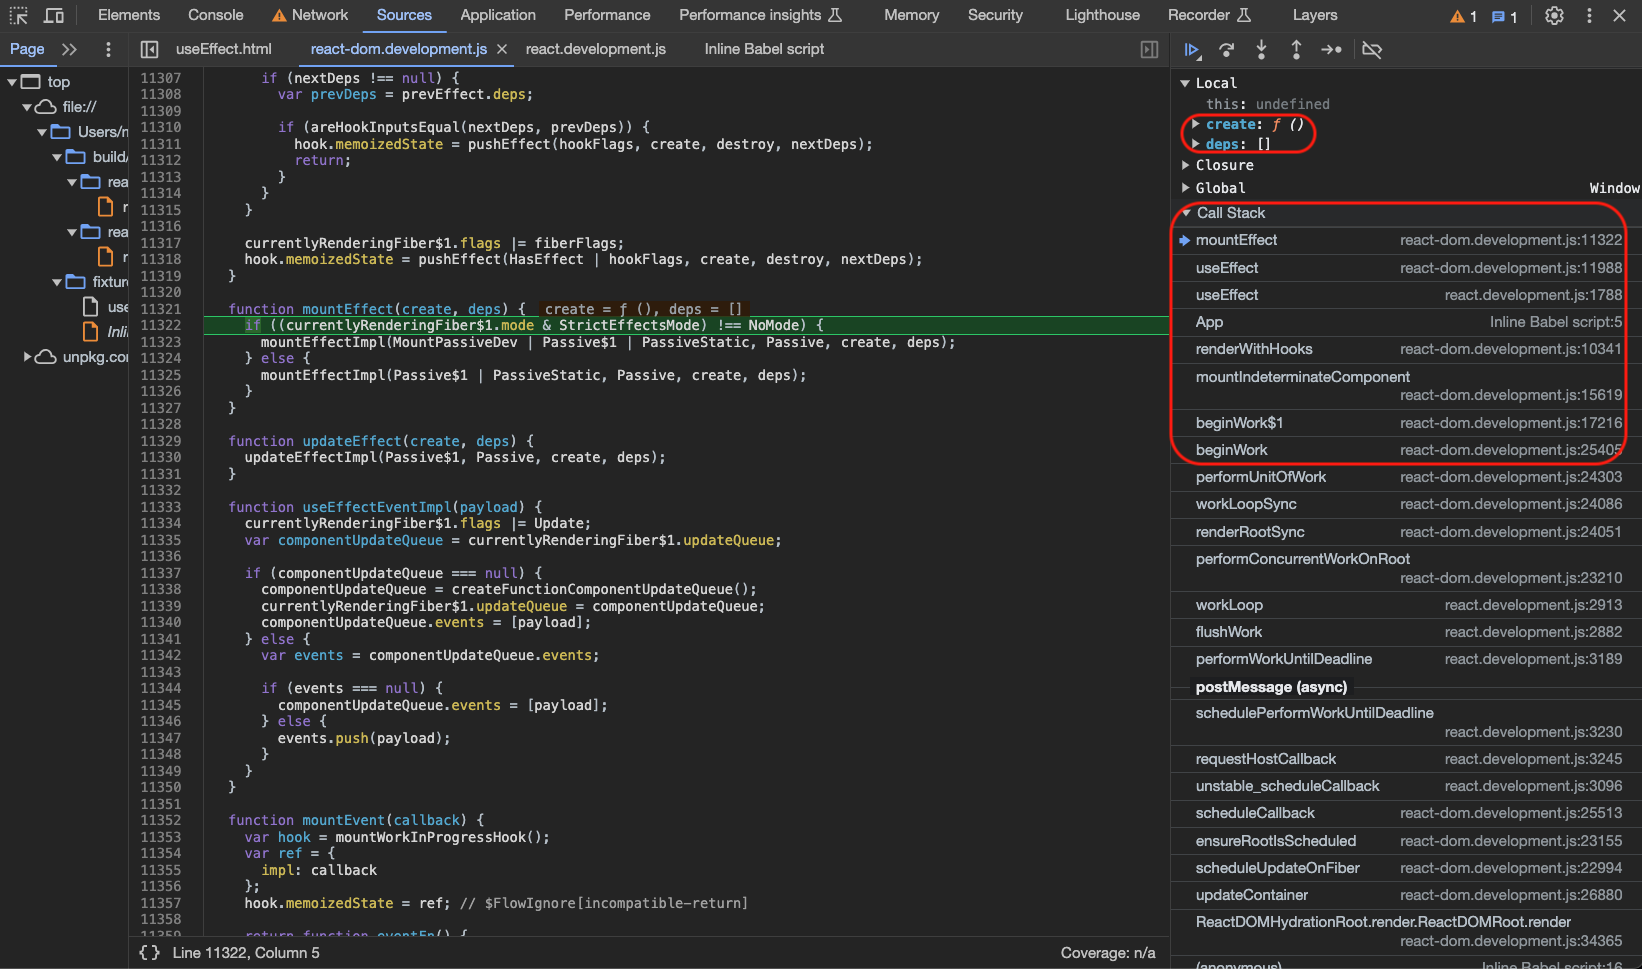 Elements Console Network Sources Application Performance Performance insights Memory Security Lighthouse Recorder Layers 1 1
Page useEffect.html react-dom.development.js react.development.js Inline Babel script
top
file://
Users/n
build/
rea
r
rea
r
fixture
use
Inlin
unpkg.co
11307 if (nextDeps !== null) {
11308 var prevDeps = prevEffect.deps;
11309
11310 if (areHookInputsEqual(nextDeps, prevDeps)) {
11311 hook.memoizedState = pushEffect(hookFlags, create, destroy, nextDeps);
11312 return;
11313 }
11314 }
11315 }
11316
11317 currentlyRenderingFiber$1.flags |= fiberFlags;
11318 hook.memoizedState = pushEffect(HasEffect | hookFlags, create, destroy, nextDeps);
11319 }
11320
11321 function mountEffect(create, deps) { create = ƒ (), deps = []
11322 if ((currentlyRenderingFiber$1.mode & StrictEffectsMode) !== NoMode) {
11323 mountEffectImpl(MountPassiveDev | Passive$1 | PassiveStatic, Passive, create, deps);
11324 } else {
11325 mountEffectImpl(Passive$1 | PassiveStatic, Passive, create, deps);
11326 }
11327 }
11328
11329 function updateEffect(create, deps) {
11330 updateEffectImpl(Passive$1, Passive, create, deps);
11331 }
11332
11333 function useEffectEventImpl(payload) {
11334 currentlyRenderingFiber$1.flags |= Update;
11335 var componentUpdateQueue = currentlyRenderingFiber$1.updateQueue;
11336
11337 if (componentUpdateQueue === null) {
11338 componentUpdateQueue = createFunctionComponentUpdateQueue();
11339 currentlyRenderingFiber$1.updateQueue = componentUpdateQueue;
11340 componentUpdateQueue.events = [payload];
11341 } else {
11342 var events = componentUpdateQueue.events;
11343
11344 if (events === null) {
11345 componentUpdateQueue.events = [payload];
11346 } else {
11347 events.push(payload);
11348 }
11349 }
11350 }
11351
11352 function mountEvent(callback) {
11353 var hook = mountWorkInProgressHook();
11354 var ref = {
11355 impl: callback
11356 };
11357 hook.memoizedState = ref; // $FlowIgnore[incompatible-return]
11358
11359 return function eventFn() {
{} Line 11322, Column 5 Coverage: n/a
Local
this: undefined
create: ƒ ()
deps: []
Closure
Global Window
Call Stack
mountEffect react-dom.development.js:11322
useEffect react-dom.development.js:11988
useEffect react.development.js:1788
App Inline Babel script:5
renderWithHooks react-dom.development.js:10341
mountIndeterminateComponent
react-dom.development.js:15619
beginWork$1 react-dom.development.js:17216
beginWork react-dom.development.js:25405
performUnitOfWork react-dom.development.js:24303
workLoopSync react-dom.development.js:24086
renderRootSync react-dom.development.js:24051
performConcurrentWorkOnRoot
react-dom.development.js:23210
workLoop react.development.js:2913
flushWork react.development.js:2882
performWorkUntilDeadline react.development.js:3189
postMessage (async)
schedulePerformWorkUntilDeadline
react.development.js:3230
requestHostCallback react.development.js:3245
unstable_scheduleCallback react.development.js:3096
scheduleCallback react-dom.development.js:25513
ensureRootIsScheduled react-dom.development.js:23155
scheduleUpdateOnFiber react-dom.development.js:22994
updateContainer react-dom.development.js:26880
ReactDOMHydrationRoot.render.ReactDOMRoot.render
react-dom.development.js:34365
(anonymous) Inline Babel script:16